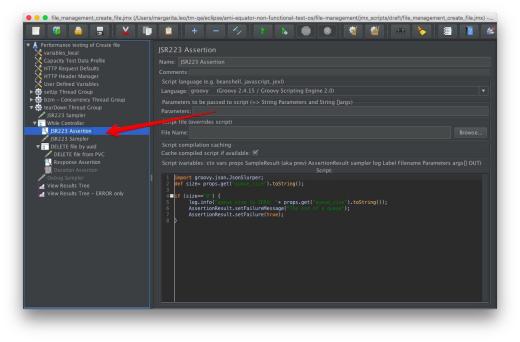 file_management_create_file.jmx (/Users/margarita.leo/tm-qa/eclipse/ami-equator-non-functional-test-os/file-management/jmx_scripts/draft/file_management_create_file.jmx) -
Performance testing of Create file
variables_local
Capacity Test Data Profile
HTTP Request Defaults
HTTP Header Manager
User Defined Variables
setUp Thread Group
bzm - Concurrency Thread Group
tearDown Thread Group
JSR223 Sampler
While Controller
JSR223 Assertion
JSR223 Sampler
DELETE file by uuid
DELETE file from PVC
Response Assertion
Duration Assertion
Debug Sampler
View Results Tree
View Results Tree - ERROR only
JSR223 Assertion
Name: JSR223 Assertion
Comments
Script language (e.g. beanshell, javascript, jexl)
Language: groovy (Groovy 2.4.15 / Groovy Scripting Engine 2.0)
Parameters to be passed to script (=> String Parameters and String []args)
Parameters:
Script file (overrides script)
File Name:
Browse...
Script compilation caching
Cache compiled script if available:
Script (variables: ctx vars props SampleResult (aka prev) AssertionResult sampler log Label Filename Parameters args[] OUT)
Script:
1 import groovy.json.JsonSlurper;
2 def size= props.get("queue_size").toString();
3
4 if (size=='0') {
5 log.info("queue size is ZERO: "+ props.get("queue_size").toString());
6 AssertionResult.setFailureMessage("The end of a queue");
7 AssertionResult.setFailure(true);
8 }